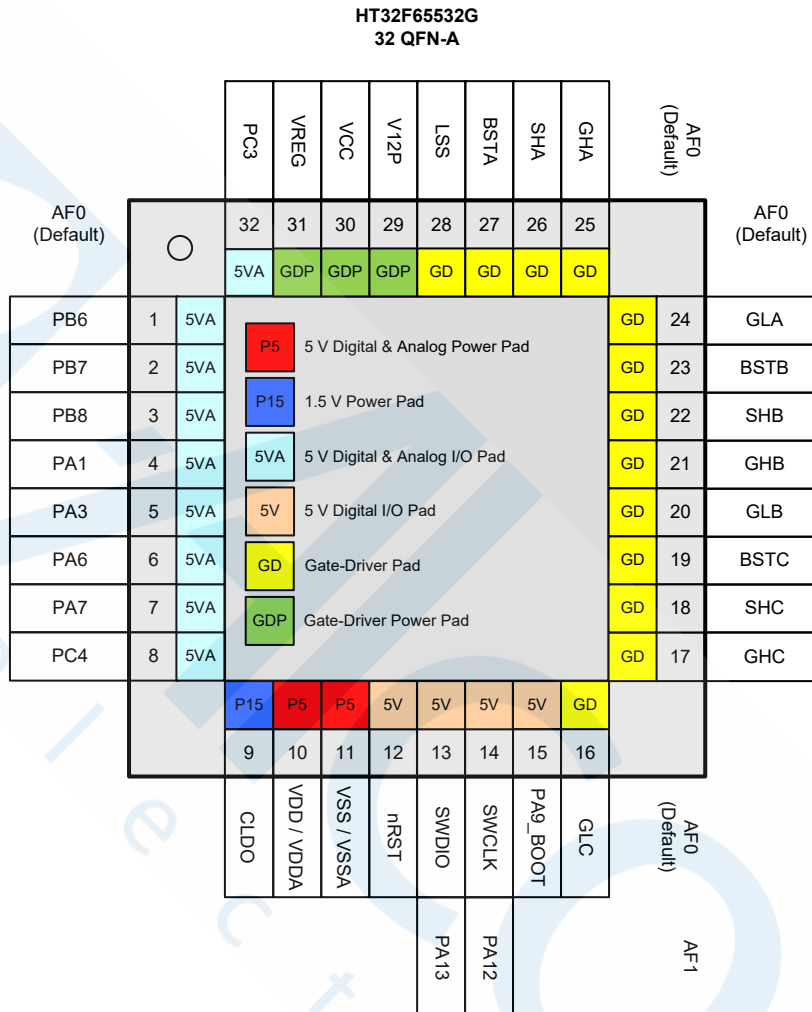 HT32F65532G
32 QFN-A
PC3 VREG VCC V12P LSS BSTA SHA GHA AF0 (Default)
AF0 (Default) 32 31 30 29 28 27 26 25 AF0 (Default)
5VA GDP GDP GDP GD GD GD GD
PB6 1 5VA GD 24 GLA
P5 5 V Digital & Analog Power Pad
PB7 2 5VA GD 23 BSTB
P15 1.5 V Power Pad
PB8 3 5VA GD 22 SHB
PA1 4 5VA 5VA 5 V Digital & Analog I/O Pad GD 21 GHB
PA3 5 5VA 5V 5 V Digital I/O Pad GD 20 GLB
PA6 6 5VA GD Gate-Driver Pad GD 19 BSTC
PA7 7 5VA GDP Gate-Driver Power Pad GD 18 SHC
PC4 8 5VA GD 17 GHC
P15 P5 P5 5V 5V 5V 5V GD
9 10 11 12 13 14 15 16
CLDO VDD / VDDA VSS / VSSA nRST SWDIO SWCLK PA9_BOOT GLC AF0 (Default)
PA13 PA12 AF1